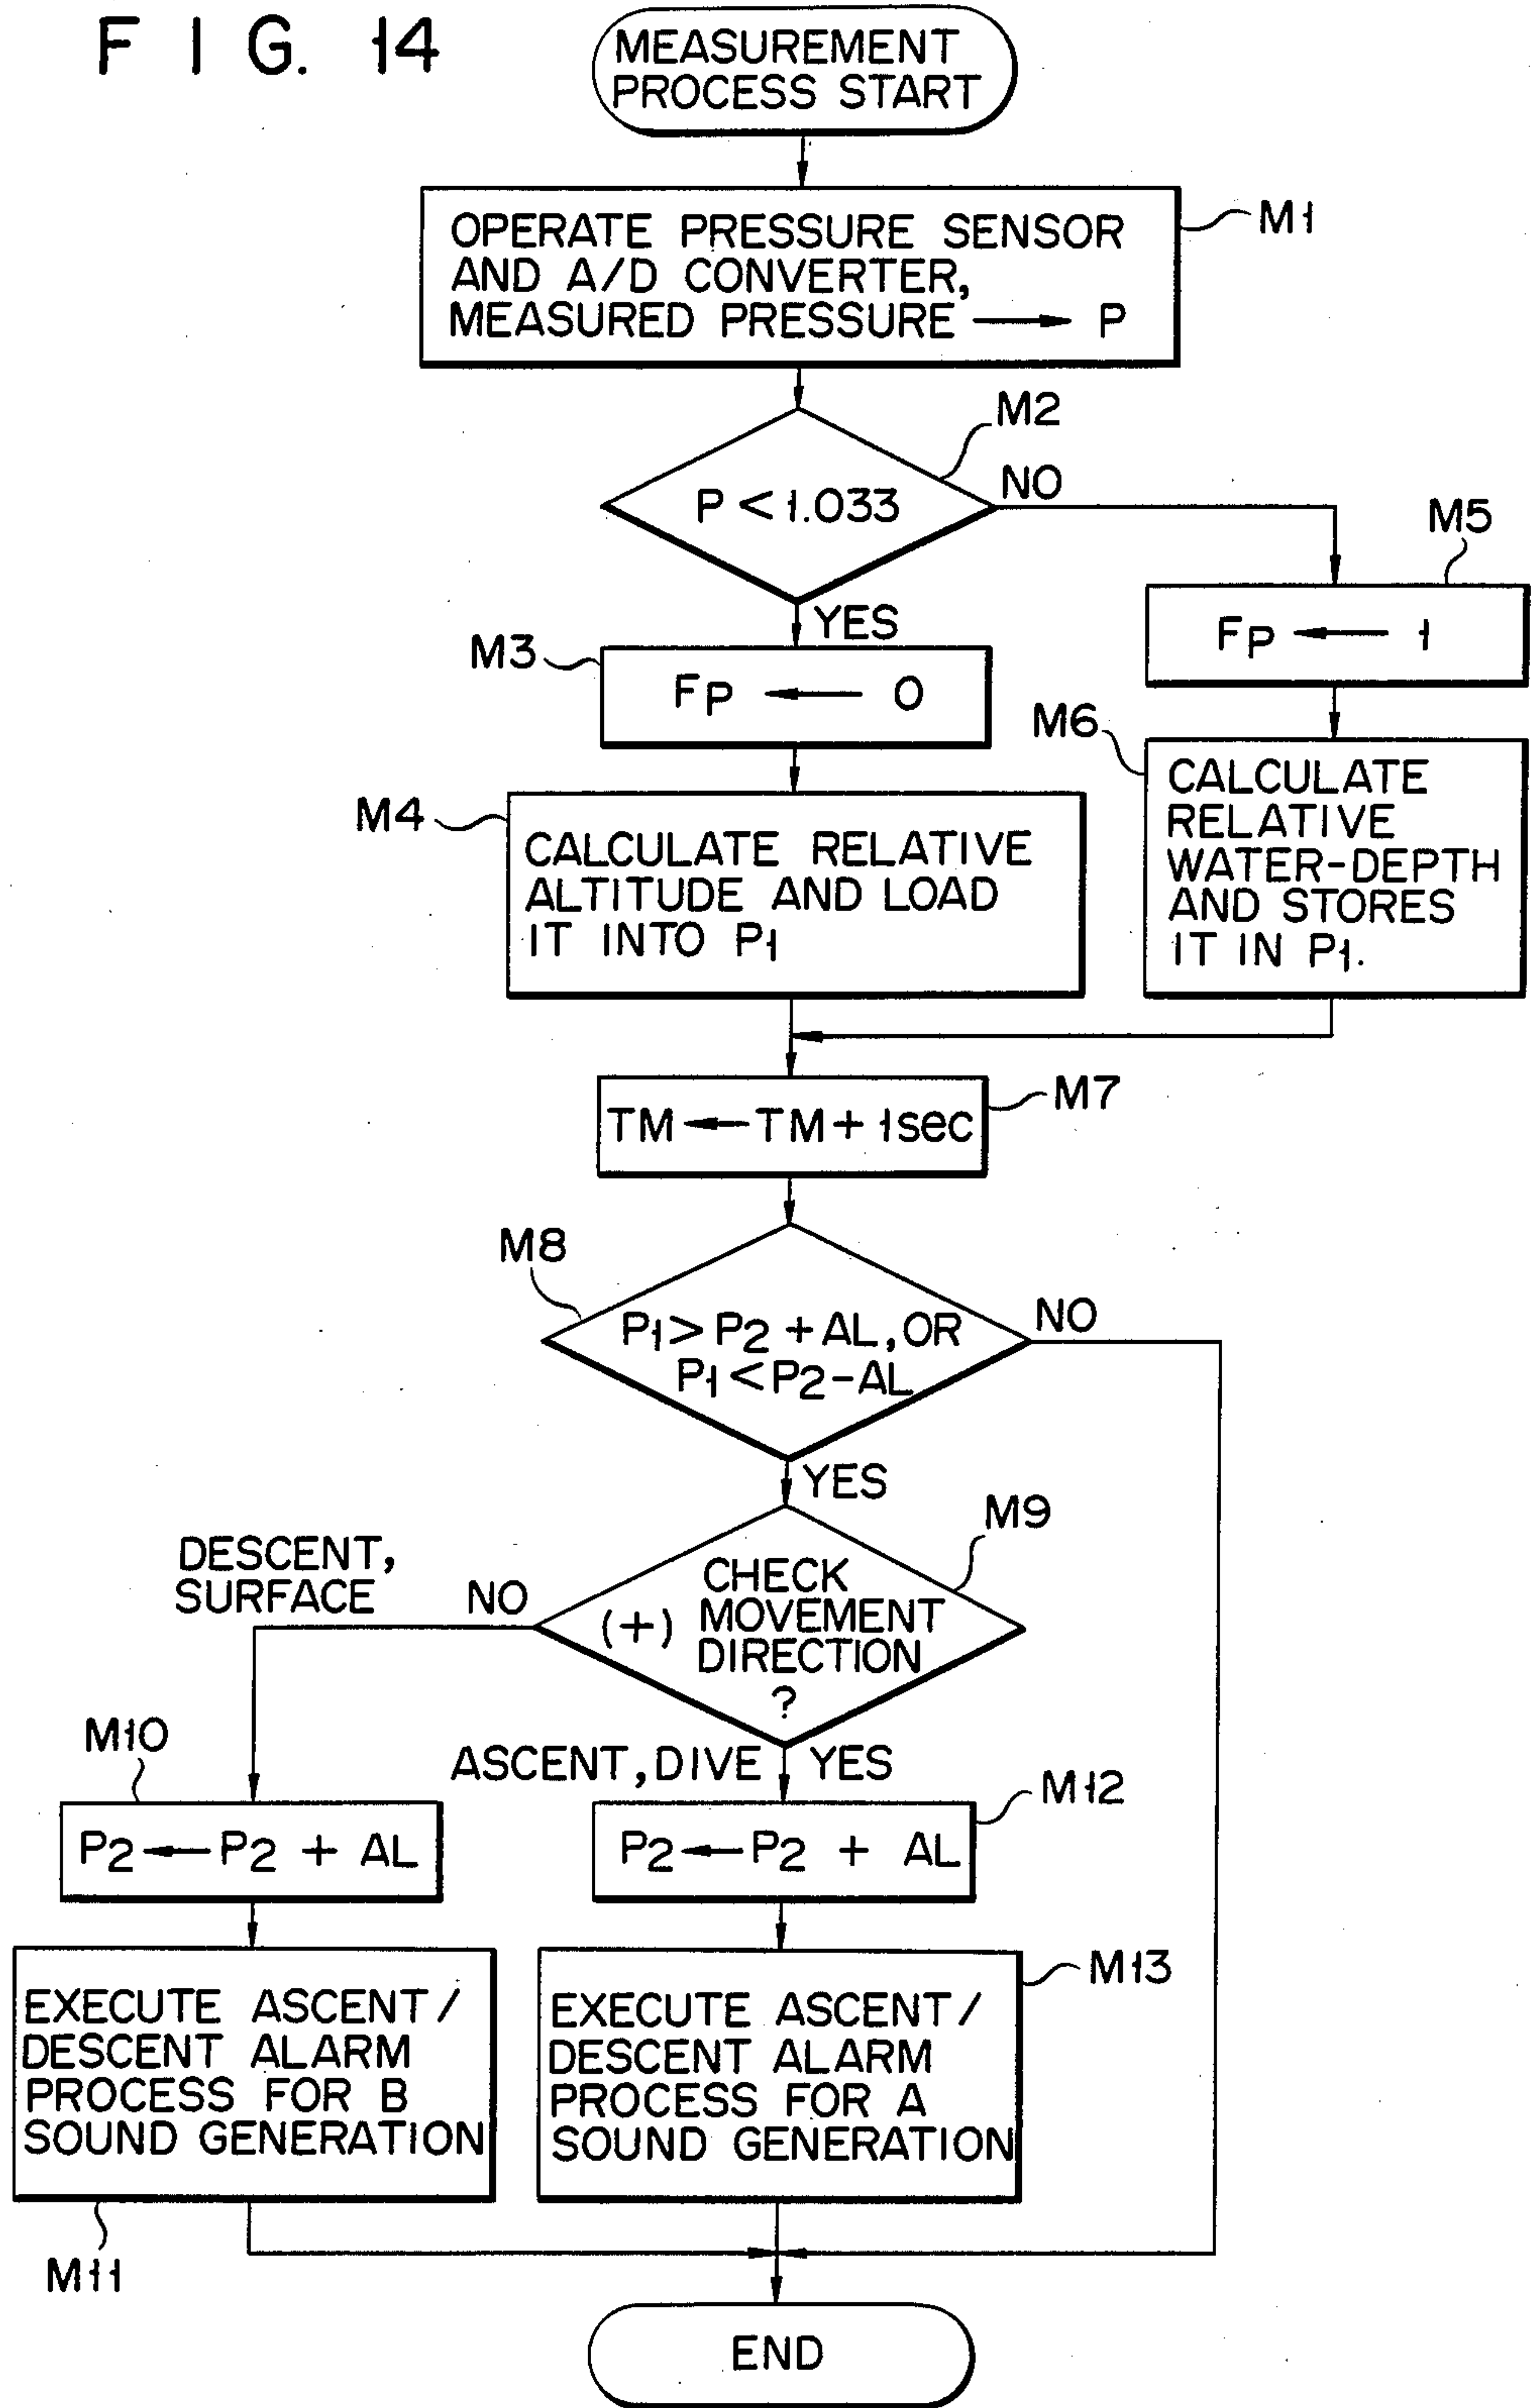 FIG. 14
MEASUREMENT
PROCESS START
OPERATE PRESSURE SENSOR
AND A/D CONVERTER,
MEASURED PRESSURE → P
M1
M2
P < 1.033
NO
YES
M5
FP ← 1
M3
FP ← 0
M6
CALCULATE
RELATIVE
WATER-DEPTH
AND STORES
IT IN P1.
M4
CALCULATE RELATIVE
ALTITUDE AND LOAD
IT INTO P1
TM ← TM + 1sec
M7
M8
P1 > P2 + AL, OR
P1 < P2 - AL
NO
YES
M9
DESCENT,
SURFACE
NO
CHECK
(+) MOVEMENT
DIRECTION
?
M10
ASCENT, DIVE YES
M12
P2 ← P2 + AL
P2 ← P2 + AL
EXECUTE ASCENT/
DESCENT ALARM
PROCESS FOR B
SOUND GENERATION
M11
EXECUTE ASCENT/
DESCENT ALARM
PROCESS FOR A
SOUND GENERATION
M13
END